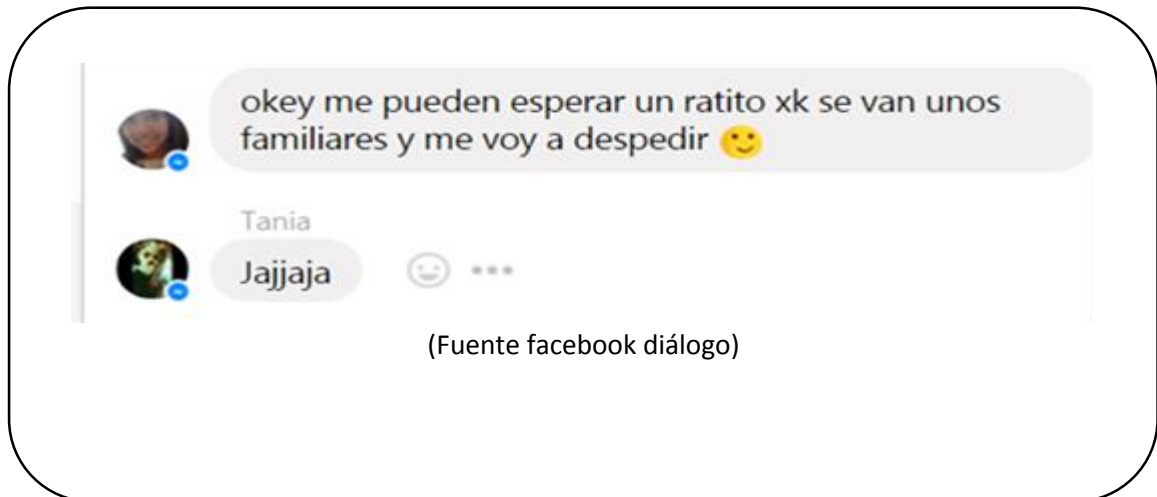 okey me pueden esperar un ratito xk se van unos
familiares y me voy a despedir 🙂
Tania
Jajjaja
(Fuente facebook diálogo)